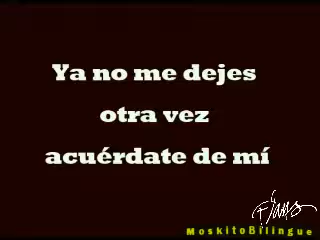 Ya no me dejes
otra vez
acuérdate de mí
MoskitoBilingue